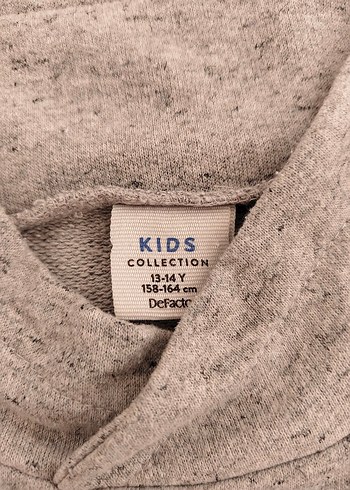 KIDS
COLLECTION
13-14 Y
158-164 cm
DeFacto